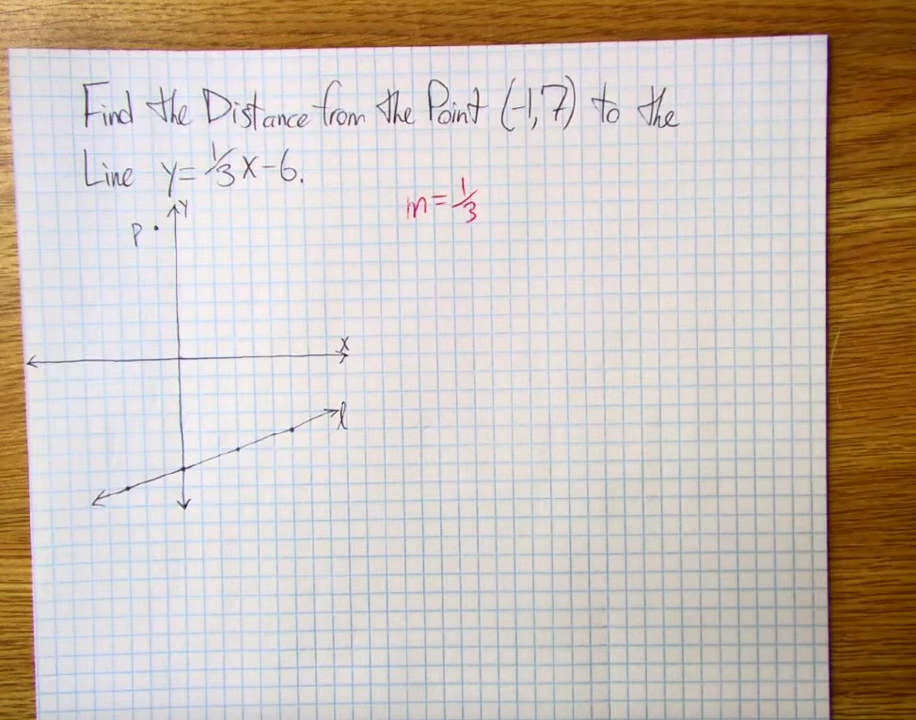 Find the Distance from the Point (-1,7) to the
Line y=1/3x-6.
m=1/3
y
P
x
l